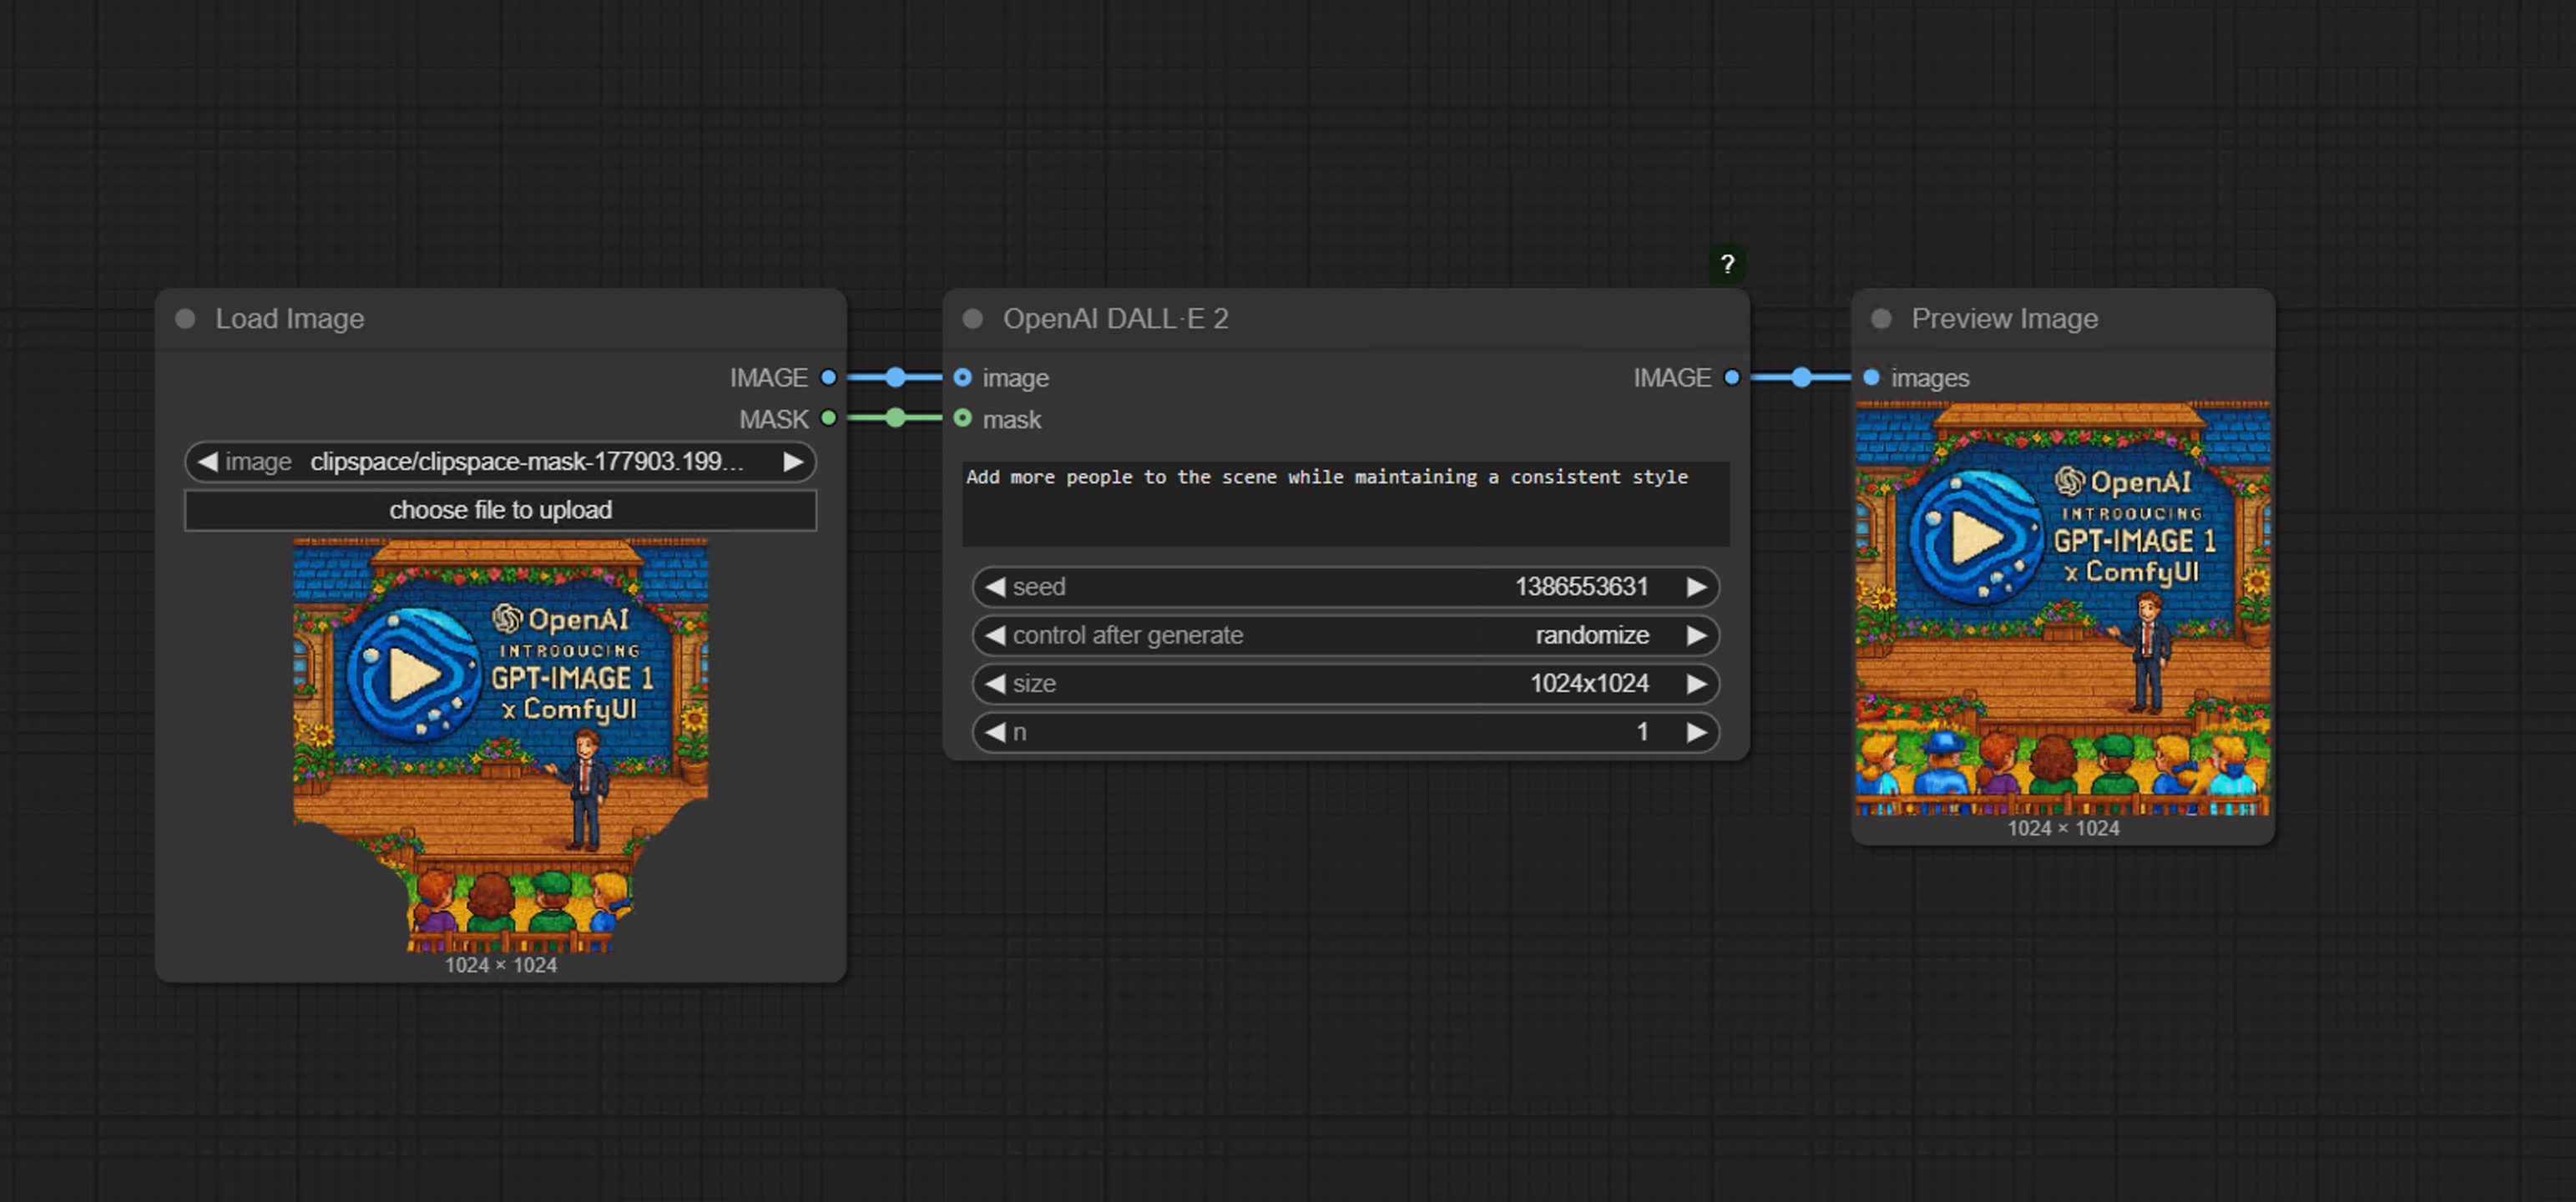 ?
Load Image
IMAGE
MASK
image clipspace/clipspace-mask-177903.199...
choose file to upload
OpenAI
INTROOUCING
GPT-IMAGE 1
x ComfyUI
1024 × 1024
OpenAI DALL·E 2
image
IMAGE
mask
Add more people to the scene while maintaining a consistent style
seed 1386553631
control after generate randomize
size 1024x1024
n 1
Preview Image
images
OpenAI
INTROOUCING
GPT-IMAGE 1
x ComfyUI
1024 × 1024